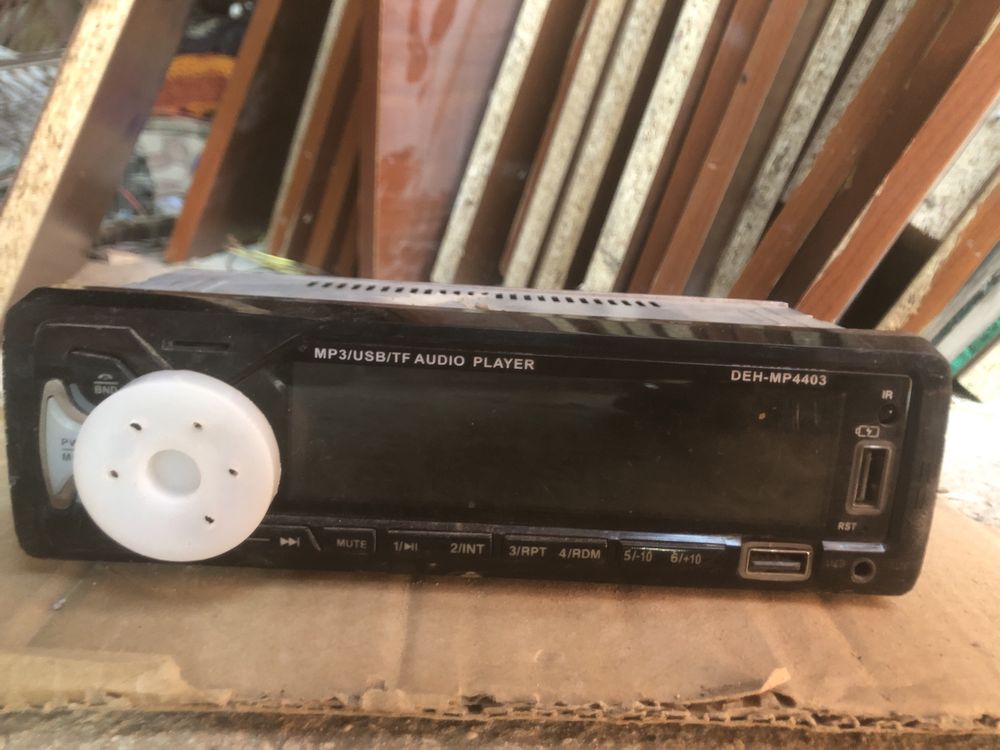 MP3/USB/TF AUDIO PLAYER
DEH-MP4403
IR
BND
RST
MUTE
1/
2/INT
3/RPT
4/RDM
5/-10
6/+10